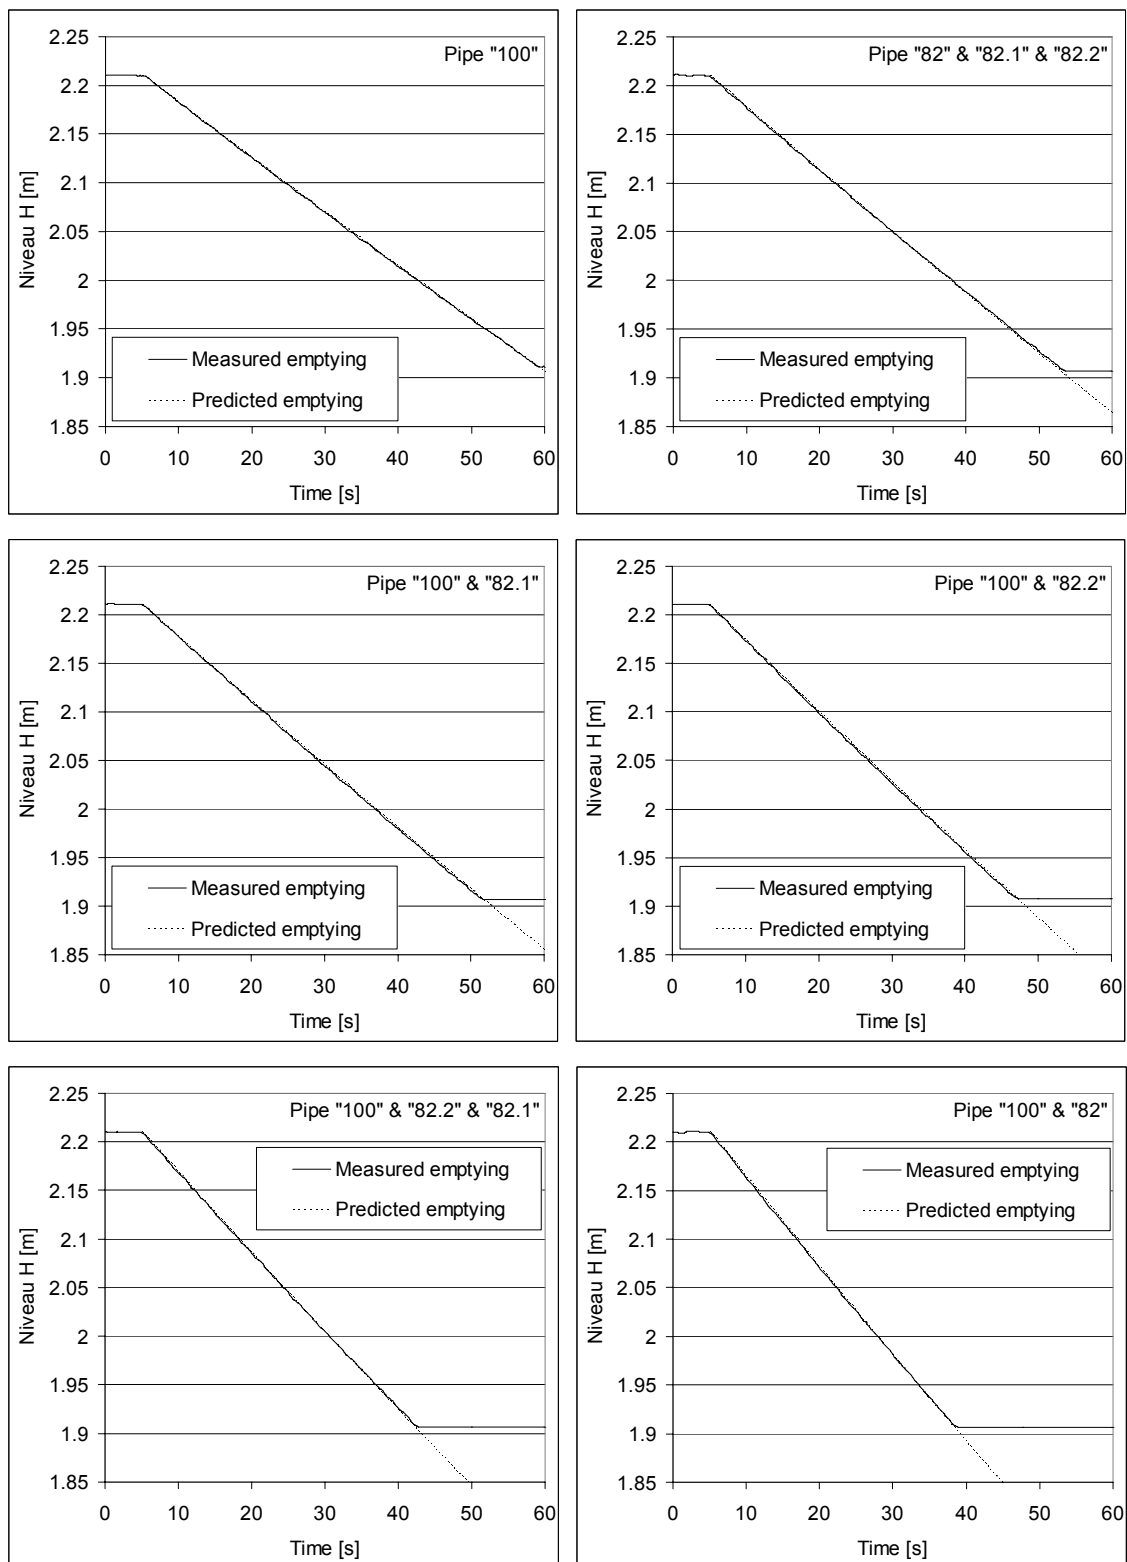 Pipe "100"
2.25
2.2
2.15
2.1
2.05
2
1.95
1.9
1.85
Niveau H [m]
Measured emptying
Predicted emptying
0 10 20 30 40 50 60
Time [s]
Pipe "82" & "82.1" & "82.2"
2.25
2.2
2.15
2.1
2.05
2
1.95
1.9
1.85
Niveau H [m]
Measured emptying
Predicted emptying
0 10 20 30 40 50 60
Time [s]
Pipe "100" & "82.1"
2.25
2.2
2.15
2.1
2.05
2
1.95
1.9
1.85
Niveau H [m]
Measured emptying
Predicted emptying
0 10 20 30 40 50 60
Time [s]
Pipe "100" & "82.2"
2.25
2.2
2.15
2.1
2.05
2
1.95
1.9
1.85
Niveau H [m]
Measured emptying
Predicted emptying
0 10 20 30 40 50 60
Time [s]
Pipe "100" & "82.2" & "82.1"
2.25
2.2
2.15
2.1
2.05
2
1.95
1.9
1.85
Niveau H [m]
Measured emptying
Predicted emptying
0 10 20 30 40 50 60
Time [s]
Pipe "100" & "82"
2.25
2.2
2.15
2.1
2.05
2
1.95
1.9
1.85
Niveau H [m]
Measured emptying
Predicted emptying
0 10 20 30 40 50 60
Time [s]